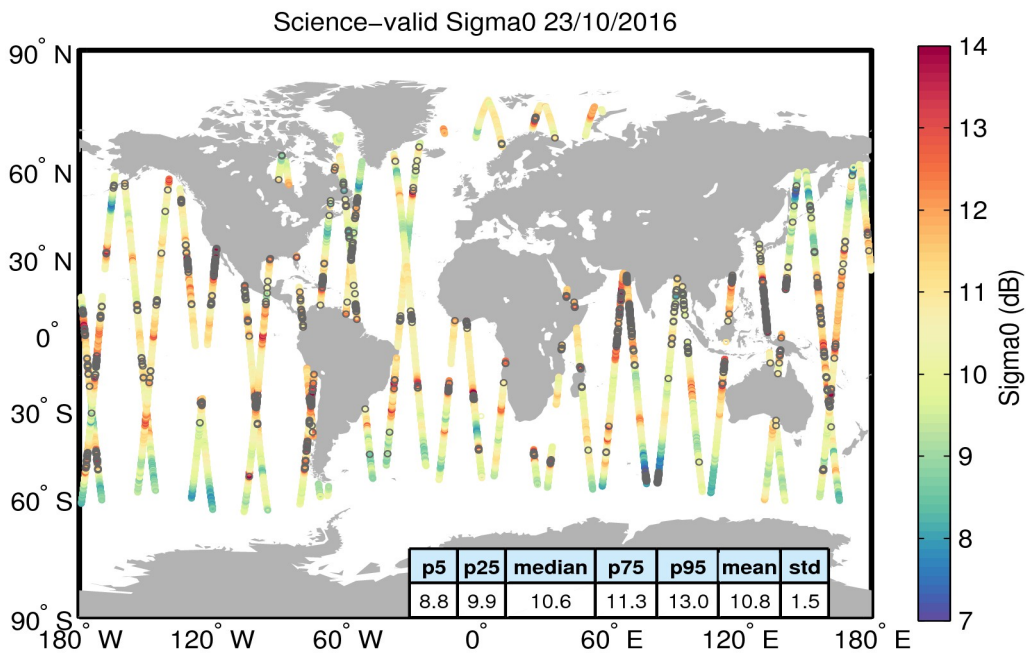 Science−valid Sigma0 23/10/2016
90° N
60° N
30° N
0°
30° S
60° S
90° S
180° W
120° W
60° W
0°
60° E
120° E
180° E
p5 p25 median p75 p95 mean std
8.8 9.9 10.6 11.3 13.0 10.8 1.5
14
13
12
11
10
9
8
7
Sigma0 (dB)